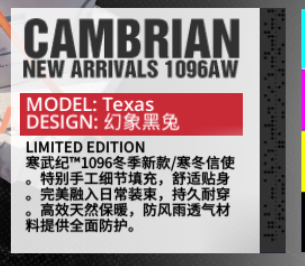 CAMBRIAN
NEW ARRIVALS 1096AW
MODEL: Texas
DESIGN: 幻象黑兔
LIMITED EDITION
寒武纪™1096冬季新款/寒冬信使
。特别手工细节填充，舒适贴身
。完美融入日常装束，持久耐穿
。高效天然保暖，防风雨透气材
料提供全面防护。